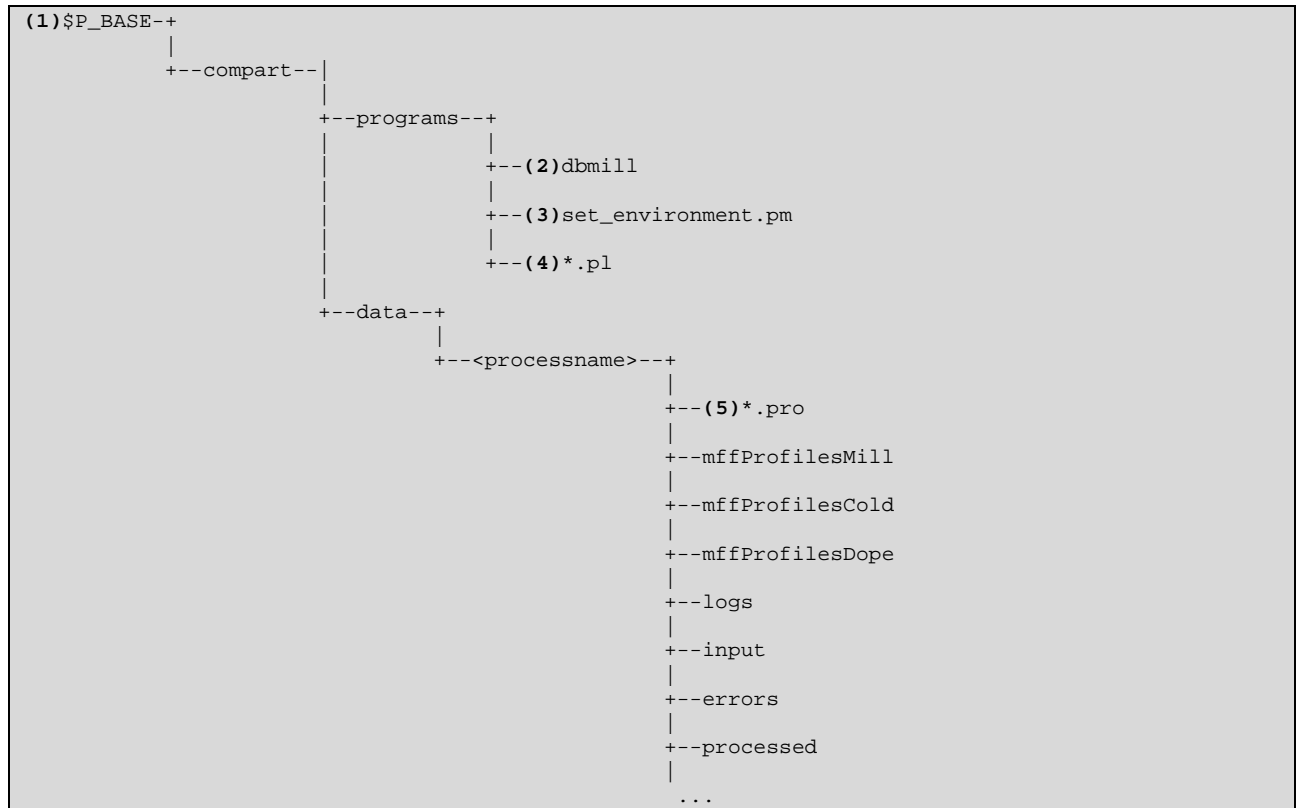 (1)$P_BASE-+
           |
           +--compart--|
                       |
                       +--programs--+
                       |            |
                       |            +--(2)dbmill
                       |            |
                       |            +--(3)set_environment.pm
                       |            |
                       |            +--(4)*.pl
                       |
                       +--data--+
                                |
                                +--<processname>--+
                                                  |
                                                  +--(5)*.pro
                                                  |
                                                  +--mffProfilesMill
                                                  |
                                                  +--mffProfilesCold
                                                  |
                                                  +--mffProfilesDope
                                                  |
                                                  +--logs
                                                  |
                                                  +--input
                                                  |
                                                  +--errors
                                                  |
                                                  +--processed
                                                  |
                                                   ...